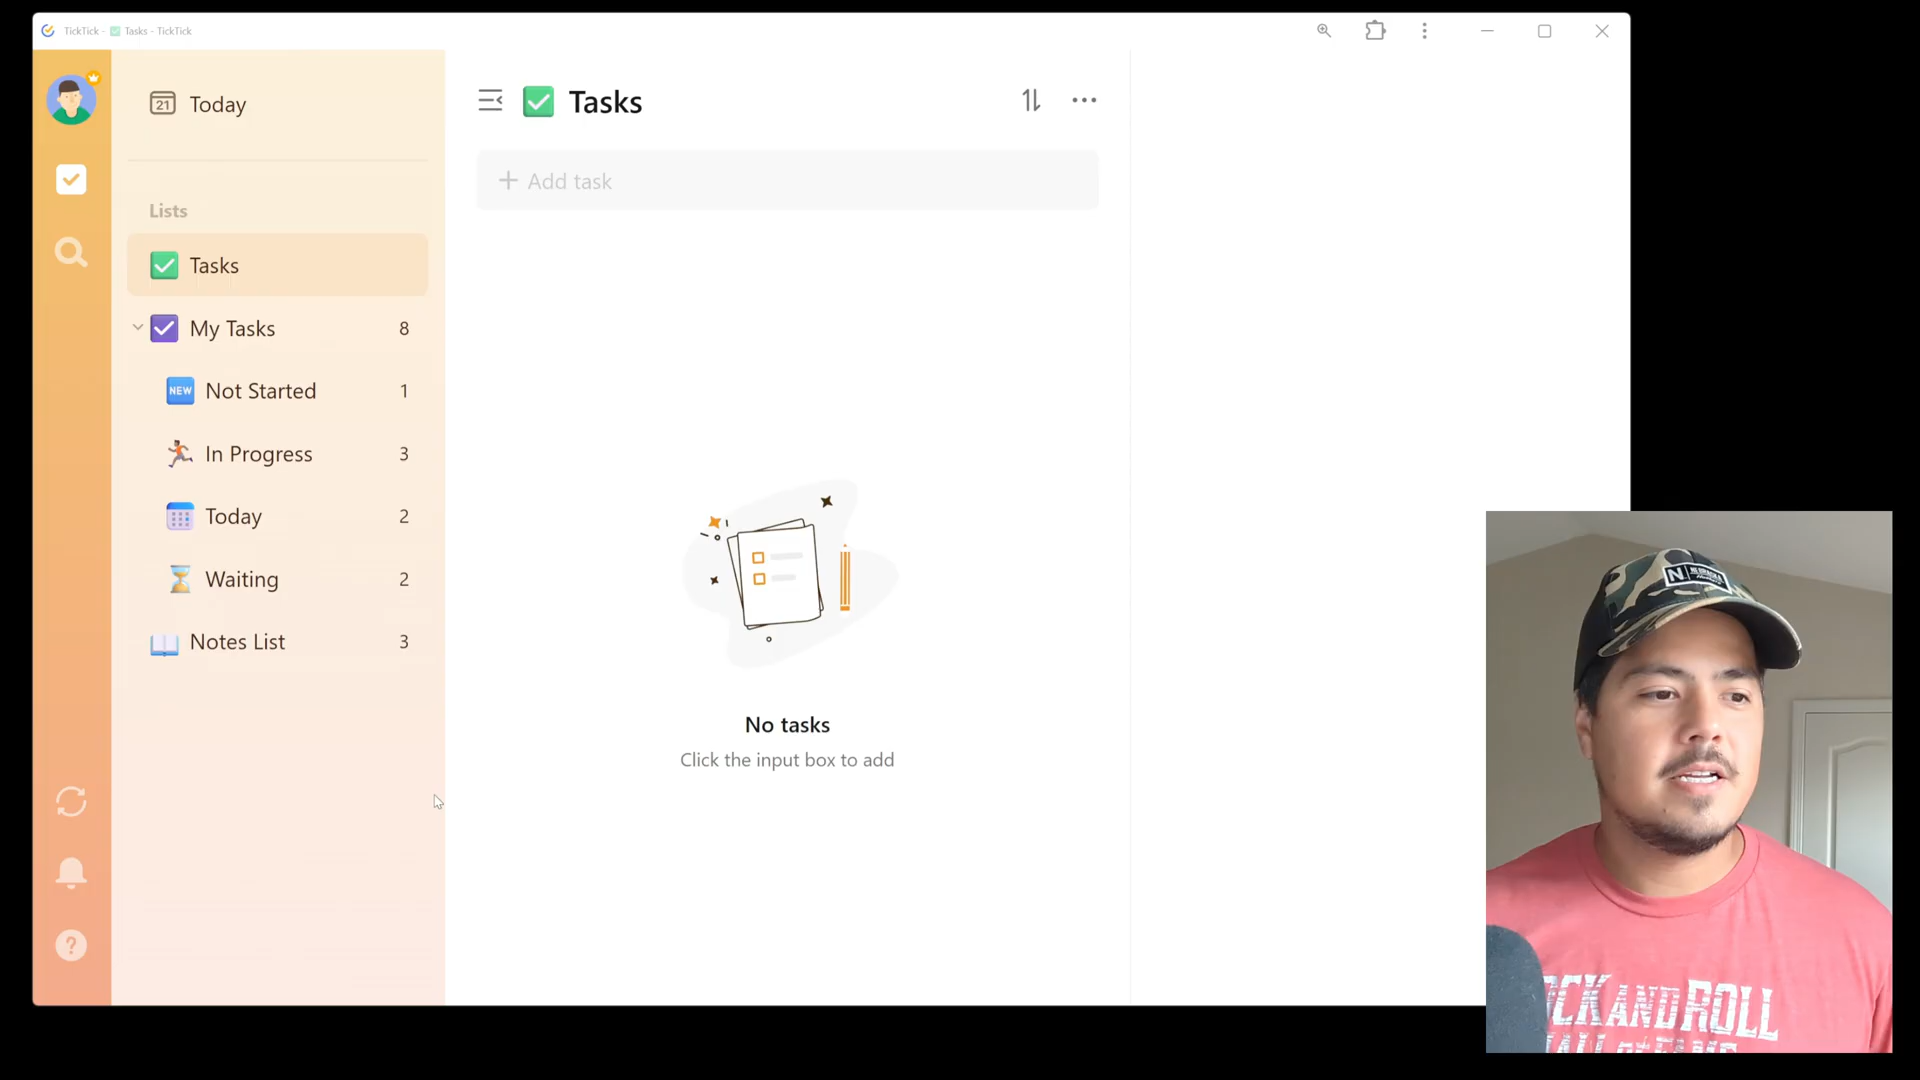 TickTick - ✅ Tasks - TickTick
21 Today
Lists
Tasks
My Tasks 8
NEW Not Started 1
In Progress 3
Today 2
Waiting 2
Notes List 3
?
Tasks
+ Add task
No tasks
Click the input box to add
N
AND ROLL